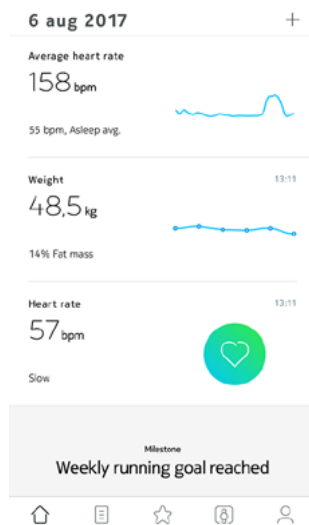 6 aug 2017
Average heart rate
158 bpm
55 bpm, Asleep avg.
Weight
13:11
48,5 kg
14% Fat mass
Heart rate
13:11
57 bpm
Slow
Milestone
Weekly running goal reached